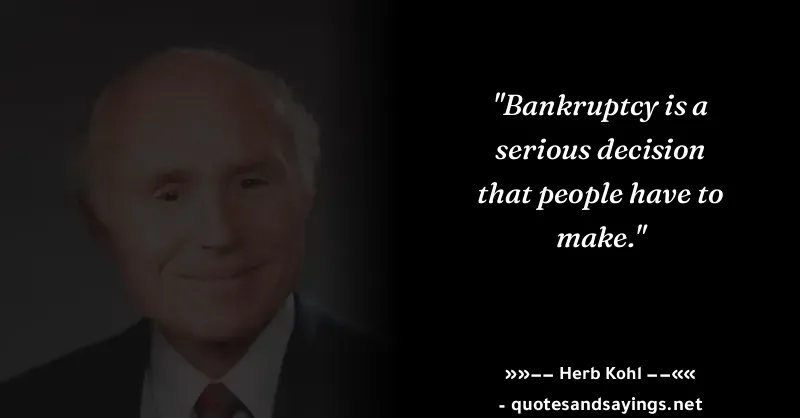 "Bankruptcy is a
serious decision
that people have to
make."
»»−− Herb Kohl −−««
- quotesandsayings.net